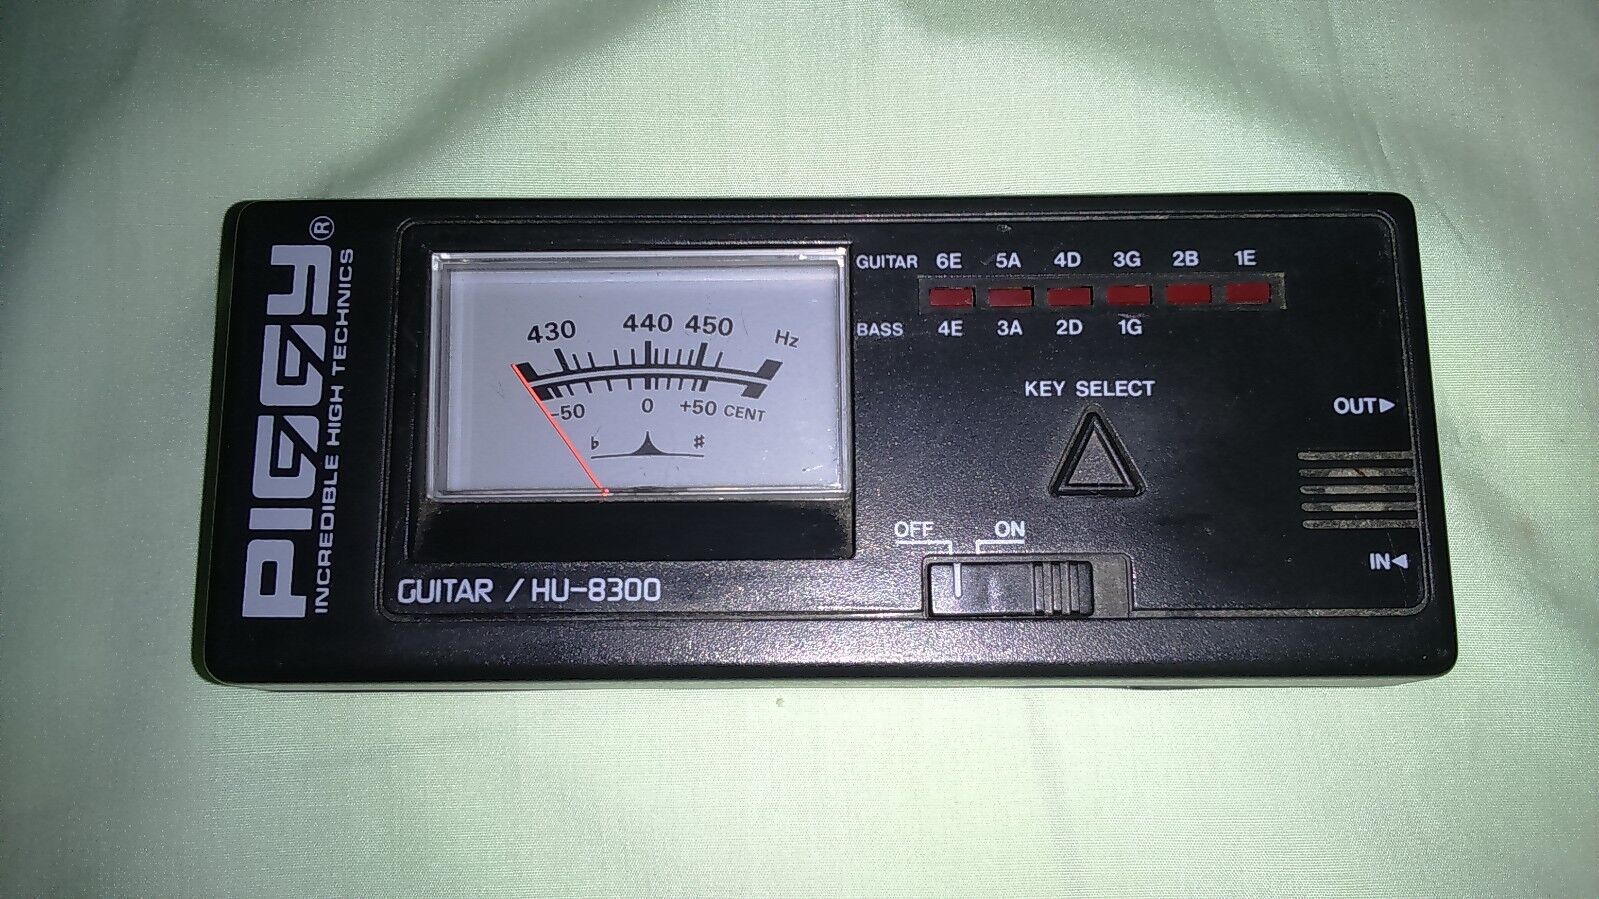 PIGGY®
INCREDIBLE HIGH TECHNICS
430 440 450 Hz
-50 0 +50 CENT
♭ ♯
GUITAR / HU-8300
GUITAR 6E 5A 4D 3G 2B 1E
BASS 4E 3A 2D 1G
KEY SELECT
OUT▶
OFF ON
IN◀